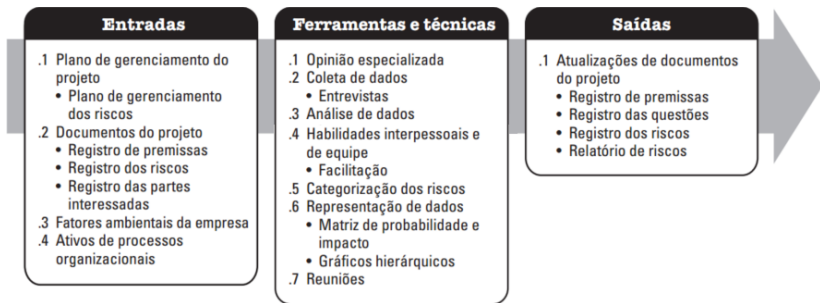 Entradas
.1 Plano de gerenciamento do
projeto
• Plano de gerenciamento
dos riscos
.2 Documentos do projeto
• Registro de premissas
• Registro dos riscos
• Registro das partes
interessadas
.3 Fatores ambientais da empresa
.4 Ativos de processos
organizacionais
Ferramentas e técnicas
.1 Opinião especializada
.2 Coleta de dados
• Entrevistas
.3 Análise de dados
.4 Habilidades interpessoais e
de equipe
• Facilitação
.5 Categorização dos riscos
.6 Representação de dados
• Matriz de probabilidade e
impacto
• Gráficos hierárquicos
.7 Reuniões
Saídas
.1 Atualizações de documentos
do projeto
• Registro de premissas
• Registro das questões
• Registro dos riscos
• Relatório de riscos